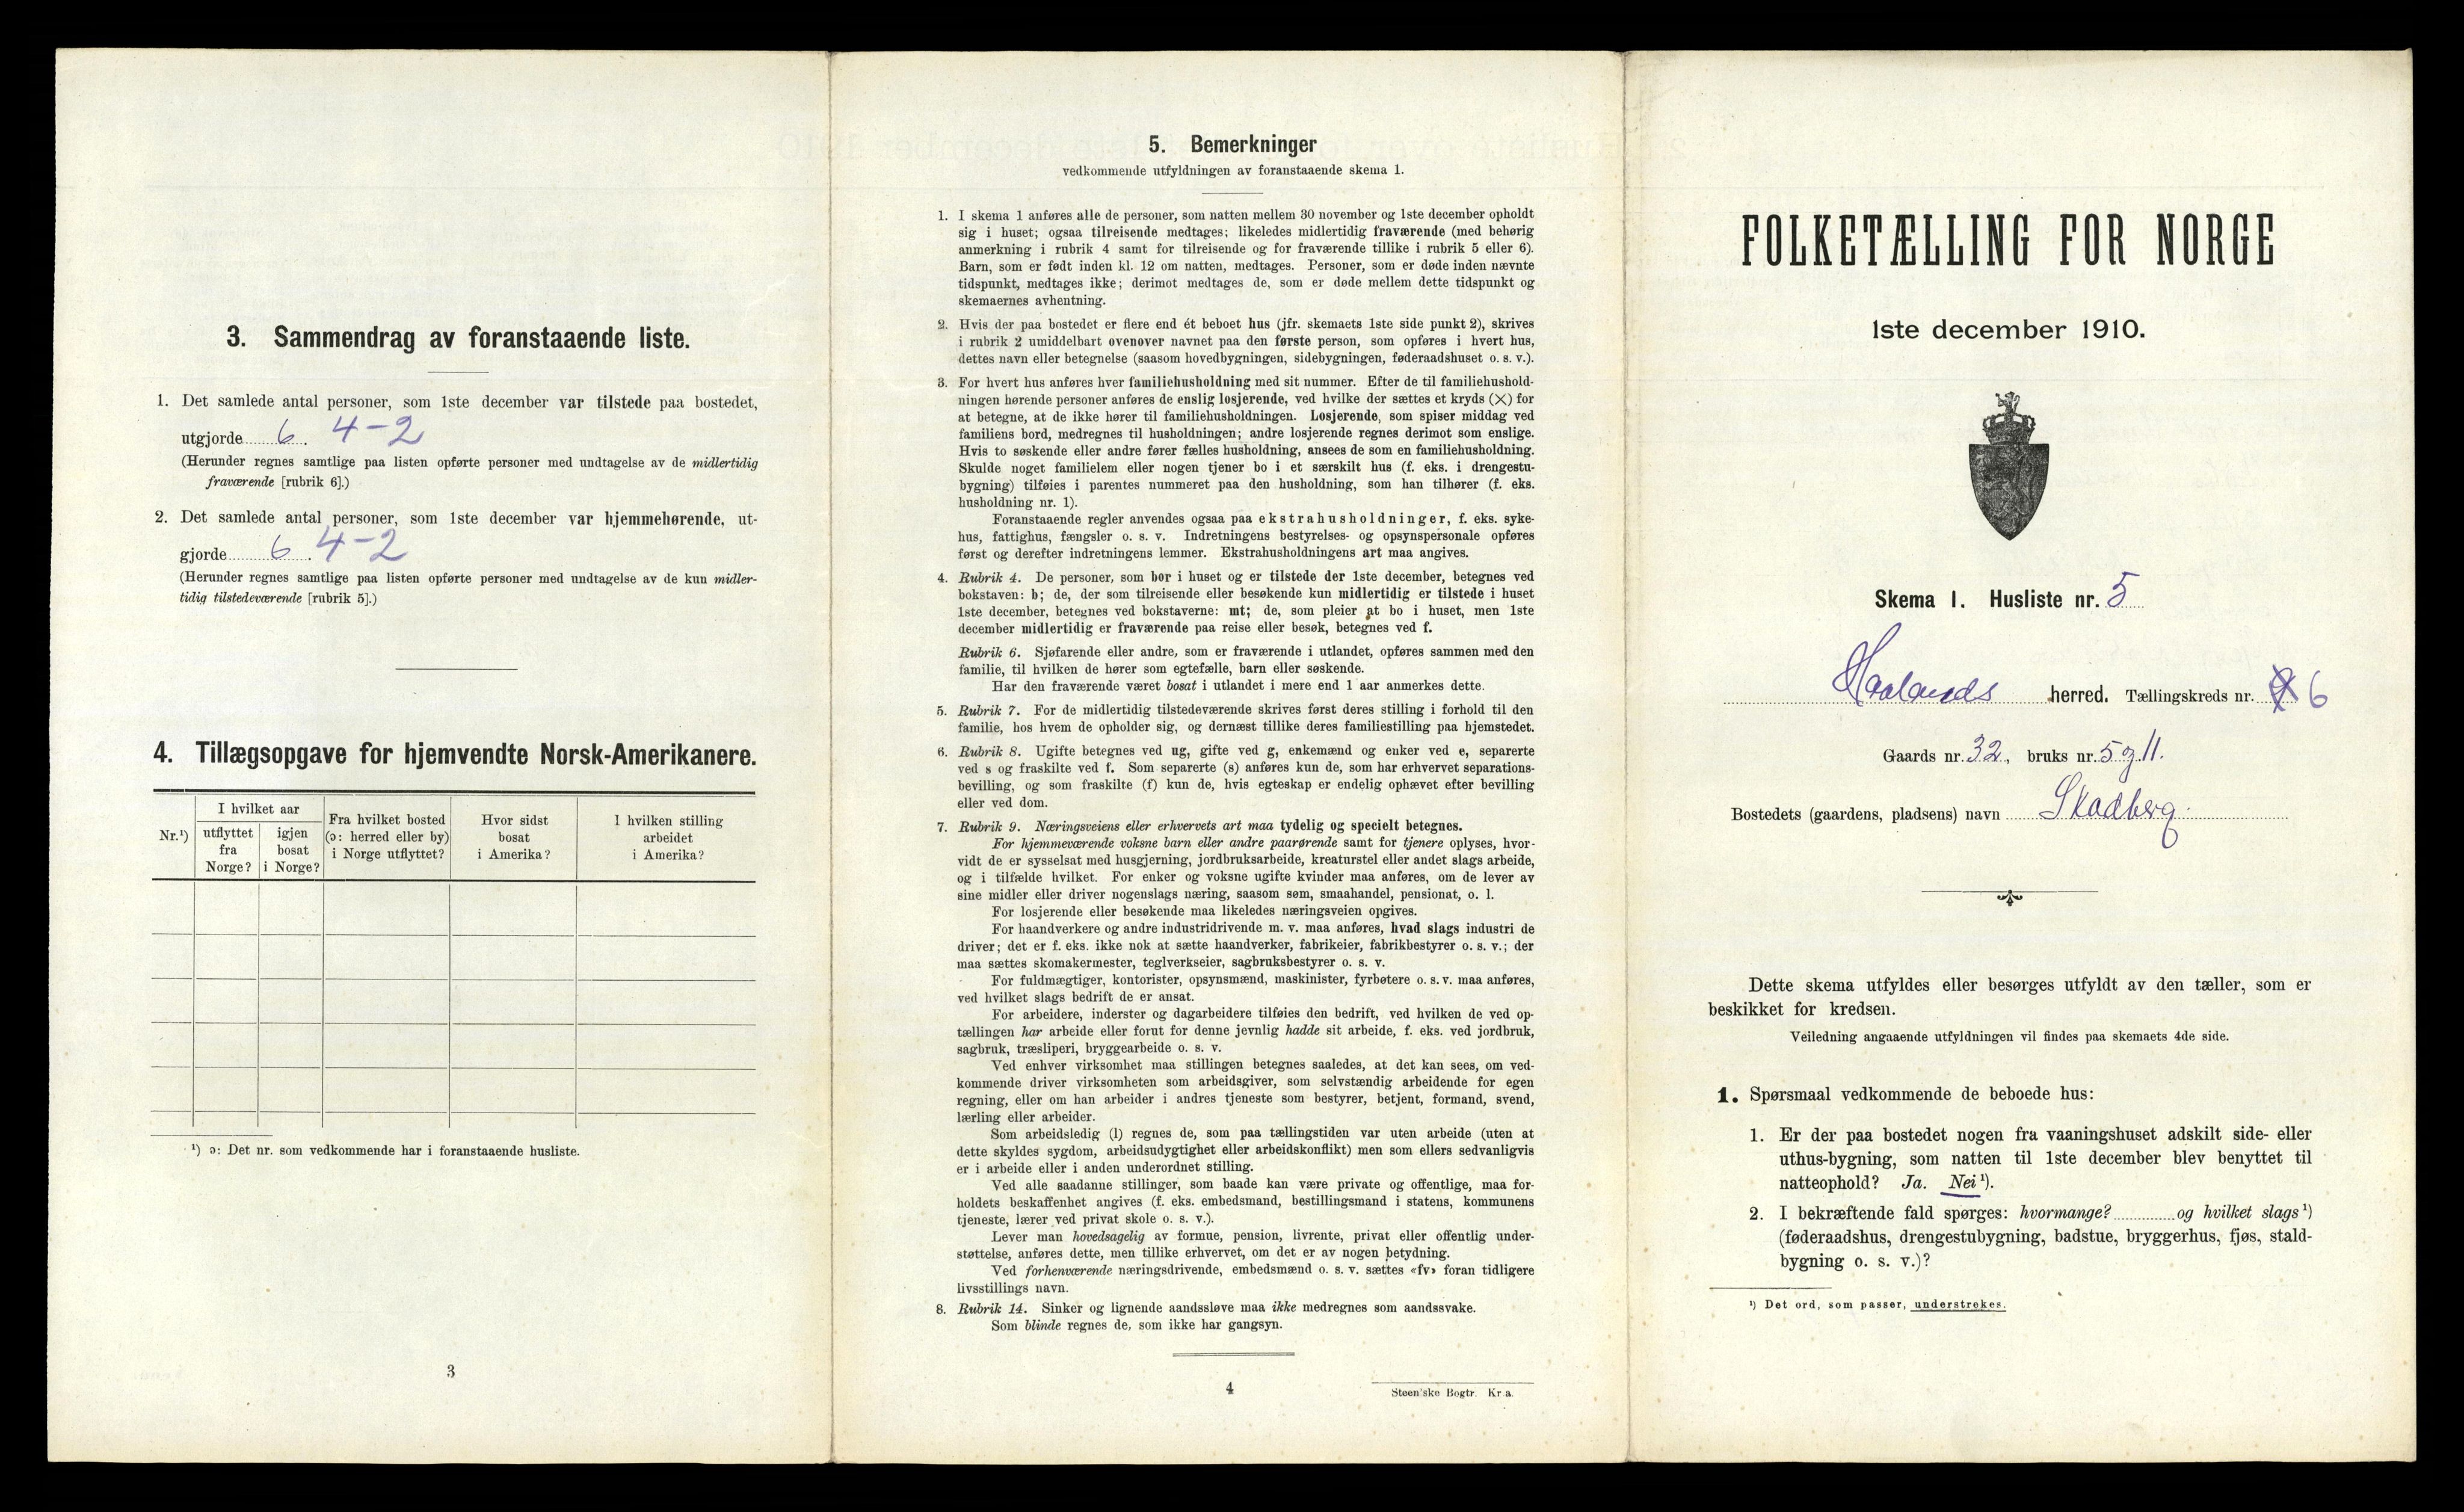 3. Sammendrag av foranstaaende liste.
1. Det samlede antal personer, som 1ste december var tilstede paa bostedet,
utgjorde 6. 4-2
(Herunder regnes samtlige paa listen opførte personer med undtagelse av de midlertidig
fraværende [rubrik 6].)
2. Det samlede antal personer, som 1ste december var hjemmehørende, ut-
gjorde 6. 4-2
(Herunder regnes samtlige paa listen opførte personer med undtagelse av de kun midler-
tidig tilstedeværende [rubrik 5].)
4. Tillægsopgave for hjemvendte Norsk-Amerikanere.
Nr.¹)
I hvilket aar
utflyttet
fra
Norge?
igjen
bosat
i Norge?
Fra hvilket bosted
(ɔ: herred eller by)
i Norge utflyttet?
Hvor sidst
bosat
i Amerika?
I hvilken stilling
arbeidet
i Amerika?
¹) ɔ: Det nr. som vedkommende har i foranstaaende husliste.
3
5. Bemerkninger
vedkommende utfyldningen av foranstaaende skema 1.
1. I skema 1 anføres alle de personer, som natten mellem 30 november og 1ste december opholdt
sig i huset; ogsaa tilreisende medtages; likeledes midlertidig fraværende (med behørig
anmerkning i rubrik 4 samt for tilreisende og for fraværende tillike i rubrik 5 eller 6).
Barn, som er født inden kl. 12 om natten, medtages. Personer, som er døde inden nævnte
tidspunkt, medtages ikke; derimot medtages de, som er døde mellem dette tidspunkt og
skemaernes avhentning.
2. Hvis der paa bostedet er flere end ét beboet hus (jfr. skemaets 1ste side punkt 2), skrives
i rubrik 2 umiddelbart ovenover navnet paa den første person, som opføres i hvert hus,
dettes navn eller betegnelse (saasom hovedbygningen, sidebygningen, føderaadshuset o. s. v.).
3. For hvert hus anføres hver familiehusholdning med sit nummer. Efter de til familiehushold-
ningen hørende personer anføres de enslig losjerende, ved hvilke der sættes et kryds (×) for
at betegne, at de ikke hører til familiehusholdningen. Losjerende, som spiser middag ved
familiens bord, medregnes til husholdningen; andre losjerende regnes derimot som enslige.
Hvis to søskende eller andre fører fælles husholdning, ansees de som en familiehusholdning.
Skulde noget familielem eller nogen tjener bo i et særskilt hus (f. eks. i drengestu-
bygning) tilføies i parentes nummeret paa den husholdning, som han tilhører (f. eks.
husholdning nr. 1).
Foranstaaende regler anvendes ogsaa paa ekstrahusholdninger, f. eks. syke-
hus, fattighus, fængsler o. s. v. Indretningens bestyrelses- og opsynspersonale opføres
først og derefter indretningens lemmer. Ekstrahusholdningens art maa angives.
4. Rubrik 4. De personer, som bor i huset og er tilstede der 1ste december, betegnes ved
bokstaven: b; de, der som tilreisende eller besøkende kun midlertidig er tilstede i huset
1ste december, betegnes ved bokstaverne: mt; de, som pleier at bo i huset, men 1ste
december midlertidig er fraværende paa reise eller besøk, betegnes ved f.
Rubrik 6. Sjøfarende eller andre, som er fraværende i utlandet, opføres sammen med den
familie, til hvilken de hører som egtefælle, barn eller søskende.
Har den fraværende været bosat i utlandet i mere end 1 aar anmerkes dette.
5. Rubrik 7. For de midlertidig tilstedeværende skrives først deres stilling i forhold til den
familie, hos hvem de opholder sig, og dernæst tillike deres familiestilling paa hjemstedet.
6. Rubrik 8. Ugifte betegnes ved ug, gifte ved g, enkemænd og enker ved e, separerte
ved s og fraskilte ved f. Som separerte (s) anføres kun de, som har erhvervet separations-
bevilling, og som fraskilte (f) kun de, hvis egteskap er endelig ophævet efter bevilling
eller ved dom.
7. Rubrik 9. Næringsveiens eller erhvervets art maa tydelig og specielt betegnes.
For hjemmeværende voksne barn eller andre paarørende samt for tjenere oplyses, hvor-
vidt de er sysselsat med husgjerning, jordbruksarbeide, kreaturstel eller andet slags arbeide,
og i tilfælde hvilket. For enker og voksne ugifte kvinder maa anføres, om de lever av
sine midler eller driver nogenslags næring, saasom søm, smaahandel, pensionat, o. l.
For losjerende eller besøkende maa likeledes næringsveien opgives.
For haandverkere og andre industridrivende m. v. maa anføres, hvad slags industri de
driver; det er f. eks. ikke nok at sætte haandverker, fabrikeier, fabrikbestyrer o. s. v.; der
maa sættes skomakermester, teglverkseier, sagbruksbestyrer o. s. v.
For fuldmægtiger, kontorister, opsynsmænd, maskinister, fyrbøtere o. s. v. maa anføres,
ved hvilket slags bedrift de er ansat.
For arbeidere, inderster og dagarbeidere tilføies den bedrift, ved hvilken de ved op-
tællingen har arbeide eller forut for denne jevnlig hadde sit arbeide, f. eks. ved jordbruk,
sagbruk, træsliperi, bryggearbeide o. s. v.
Ved enhver virksomhet maa stillingen betegnes saaledes, at det kan sees, om ved-
kommende driver virksomheten som arbeidsgiver, som selvstændig arbeidende for egen
regning, eller om han arbeider i andres tjeneste som bestyrer, betjent, formand, svend,
lærling eller arbeider.
Som arbeidsledig (l) regnes de, som paa tællingstiden var uten arbeide (uten at
dette skyldes sygdom, arbeidsudygtighet eller arbeidskonflikt) men som ellers sedvanligvis
er i arbeide eller i anden underordnet stilling.
Ved alle saadanne stillinger, som baade kan være private og offentlige, maa for-
holdets beskaffenhet angives (f. eks. embedsmand, bestillingsmand i statens, kommunens
tjeneste, lærer ved privat skole o. s. v.).
Lever man hovedsagelig av formue, pension, livrente, privat eller offentlig under-
støttelse, anføres dette, men tillike erhvervet, om det er av nogen betydning.
Ved forhenværende næringsdrivende, embedsmænd o. s. v. sættes «fv» foran tidligere
livsstillings navn.
8. Rubrik 14. Sinker og lignende aandssløve maa ikke medregnes som aandssvake.
Som blinde regnes de, som ikke har gangsyn.
4
Steen'ske Bogtr. Kr.a.
FOLKETÆLLING FOR NORGE
1ste december 1910.
Skema 1. Husliste nr. 5
Haalands herred. Tællingskreds nr. 6
Gaards nr. 32, bruks nr. 5 og 11.
Bostedets (gaardens, pladsens) navn Skadberg.
Dette skema utfyldes eller besørges utfyldt av den tæller, som er
beskikket for kredsen.
Veiledning angaaende utfyldningen vil findes paa skemaets 4de side.
1. Spørsmaal vedkommende de beboede hus:
1. Er der paa bostedet nogen fra vaaningshuset adskilt side- eller
uthus-bygning, som natten til 1ste december blev benyttet til
natteophold? Ja. Nei¹).
2. I bekræftende fald spørges: hvormange? og hvilket slags¹)
(føderaadshus, drengestubygning, badstue, bryggerhus, fjøs, stald-
bygning o. s. v.)?
¹) Det ord, som passer, understrekes.